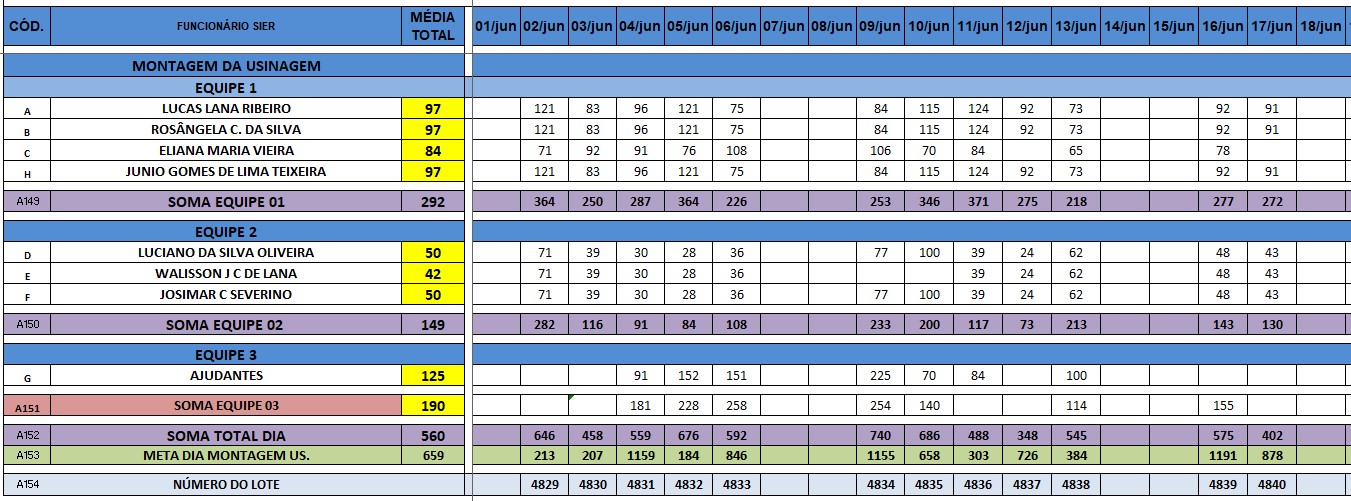 CÓD. FUNCIONÁRIO SIER MÉDIA TOTAL 01/jun 02/jun 03/jun 04/jun 05/jun 06/jun 07/jun 08/jun 09/jun 10/jun 11/jun 12/jun 13/jun 14/jun 15/jun 16/jun 17/jun 18/jun
MONTAGEM DA USINAGEM
EQUIPE 1
A LUCAS LANA RIBEIRO 97 121 83 96 121 75 84 115 124 92 73 92 91
B ROSÂNGELA C. DA SILVA 97 121 83 96 121 75 84 115 124 92 73 92 91
C ELIANA MARIA VIEIRA 84 71 92 91 76 108 106 70 84 65 78
H JUNIO GOMES DE LIMA TEIXEIRA 97 121 83 96 121 75 84 115 124 92 73 92 91
A149 SOMA EQUIPE 01 292 364 250 287 364 226 253 346 371 275 218 277 272
EQUIPE 2
D LUCIANO DA SILVA OLIVEIRA 50 71 39 30 28 36 77 100 39 24 62 48 43
E WALISSON J C DE LANA 42 71 39 30 28 36 39 24 62 48 43
F JOSIMAR C SEVERINO 50 71 39 30 28 36 77 100 39 24 62 48 43
A150 SOMA EQUIPE 02 149 282 116 91 84 108 233 200 117 73 213 143 130
EQUIPE 3
G AJUDANTES 125 91 152 151 225 70 84 100
A151 SOMA EQUIPE 03 190 181 228 258 254 140 114 155
A152 SOMA TOTAL DIA 560 646 458 559 676 592 740 686 488 348 545 575 402
A153 META DIA MONTAGEM US. 659 213 207 1159 184 846 1155 658 303 726 384 1191 878
A154 NÚMERO DO LOTE 4829 4830 4831 4832 4833 4834 4835 4836 4837 4838 4839 4840